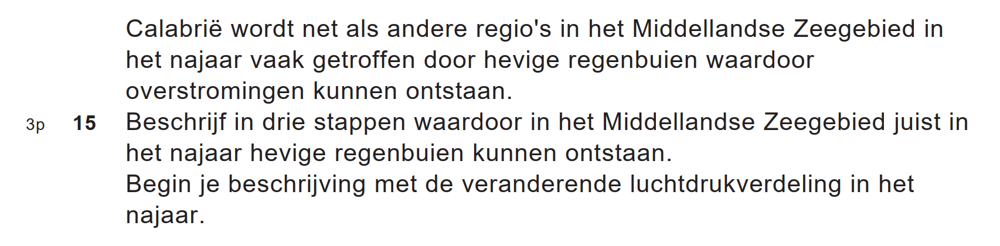 Calabrië wordt net als andere regio's in het Middellandse Zeegebied in
het najaar vaak getroffen door hevige regenbuien waardoor
overstromingen kunnen ontstaan.
3p 15 Beschrijf in drie stappen waardoor in het Middellandse Zeegebied juist in
het najaar hevige regenbuien kunnen ontstaan.
Begin je beschrijving met de veranderende luchtdrukverdeling in het
najaar.